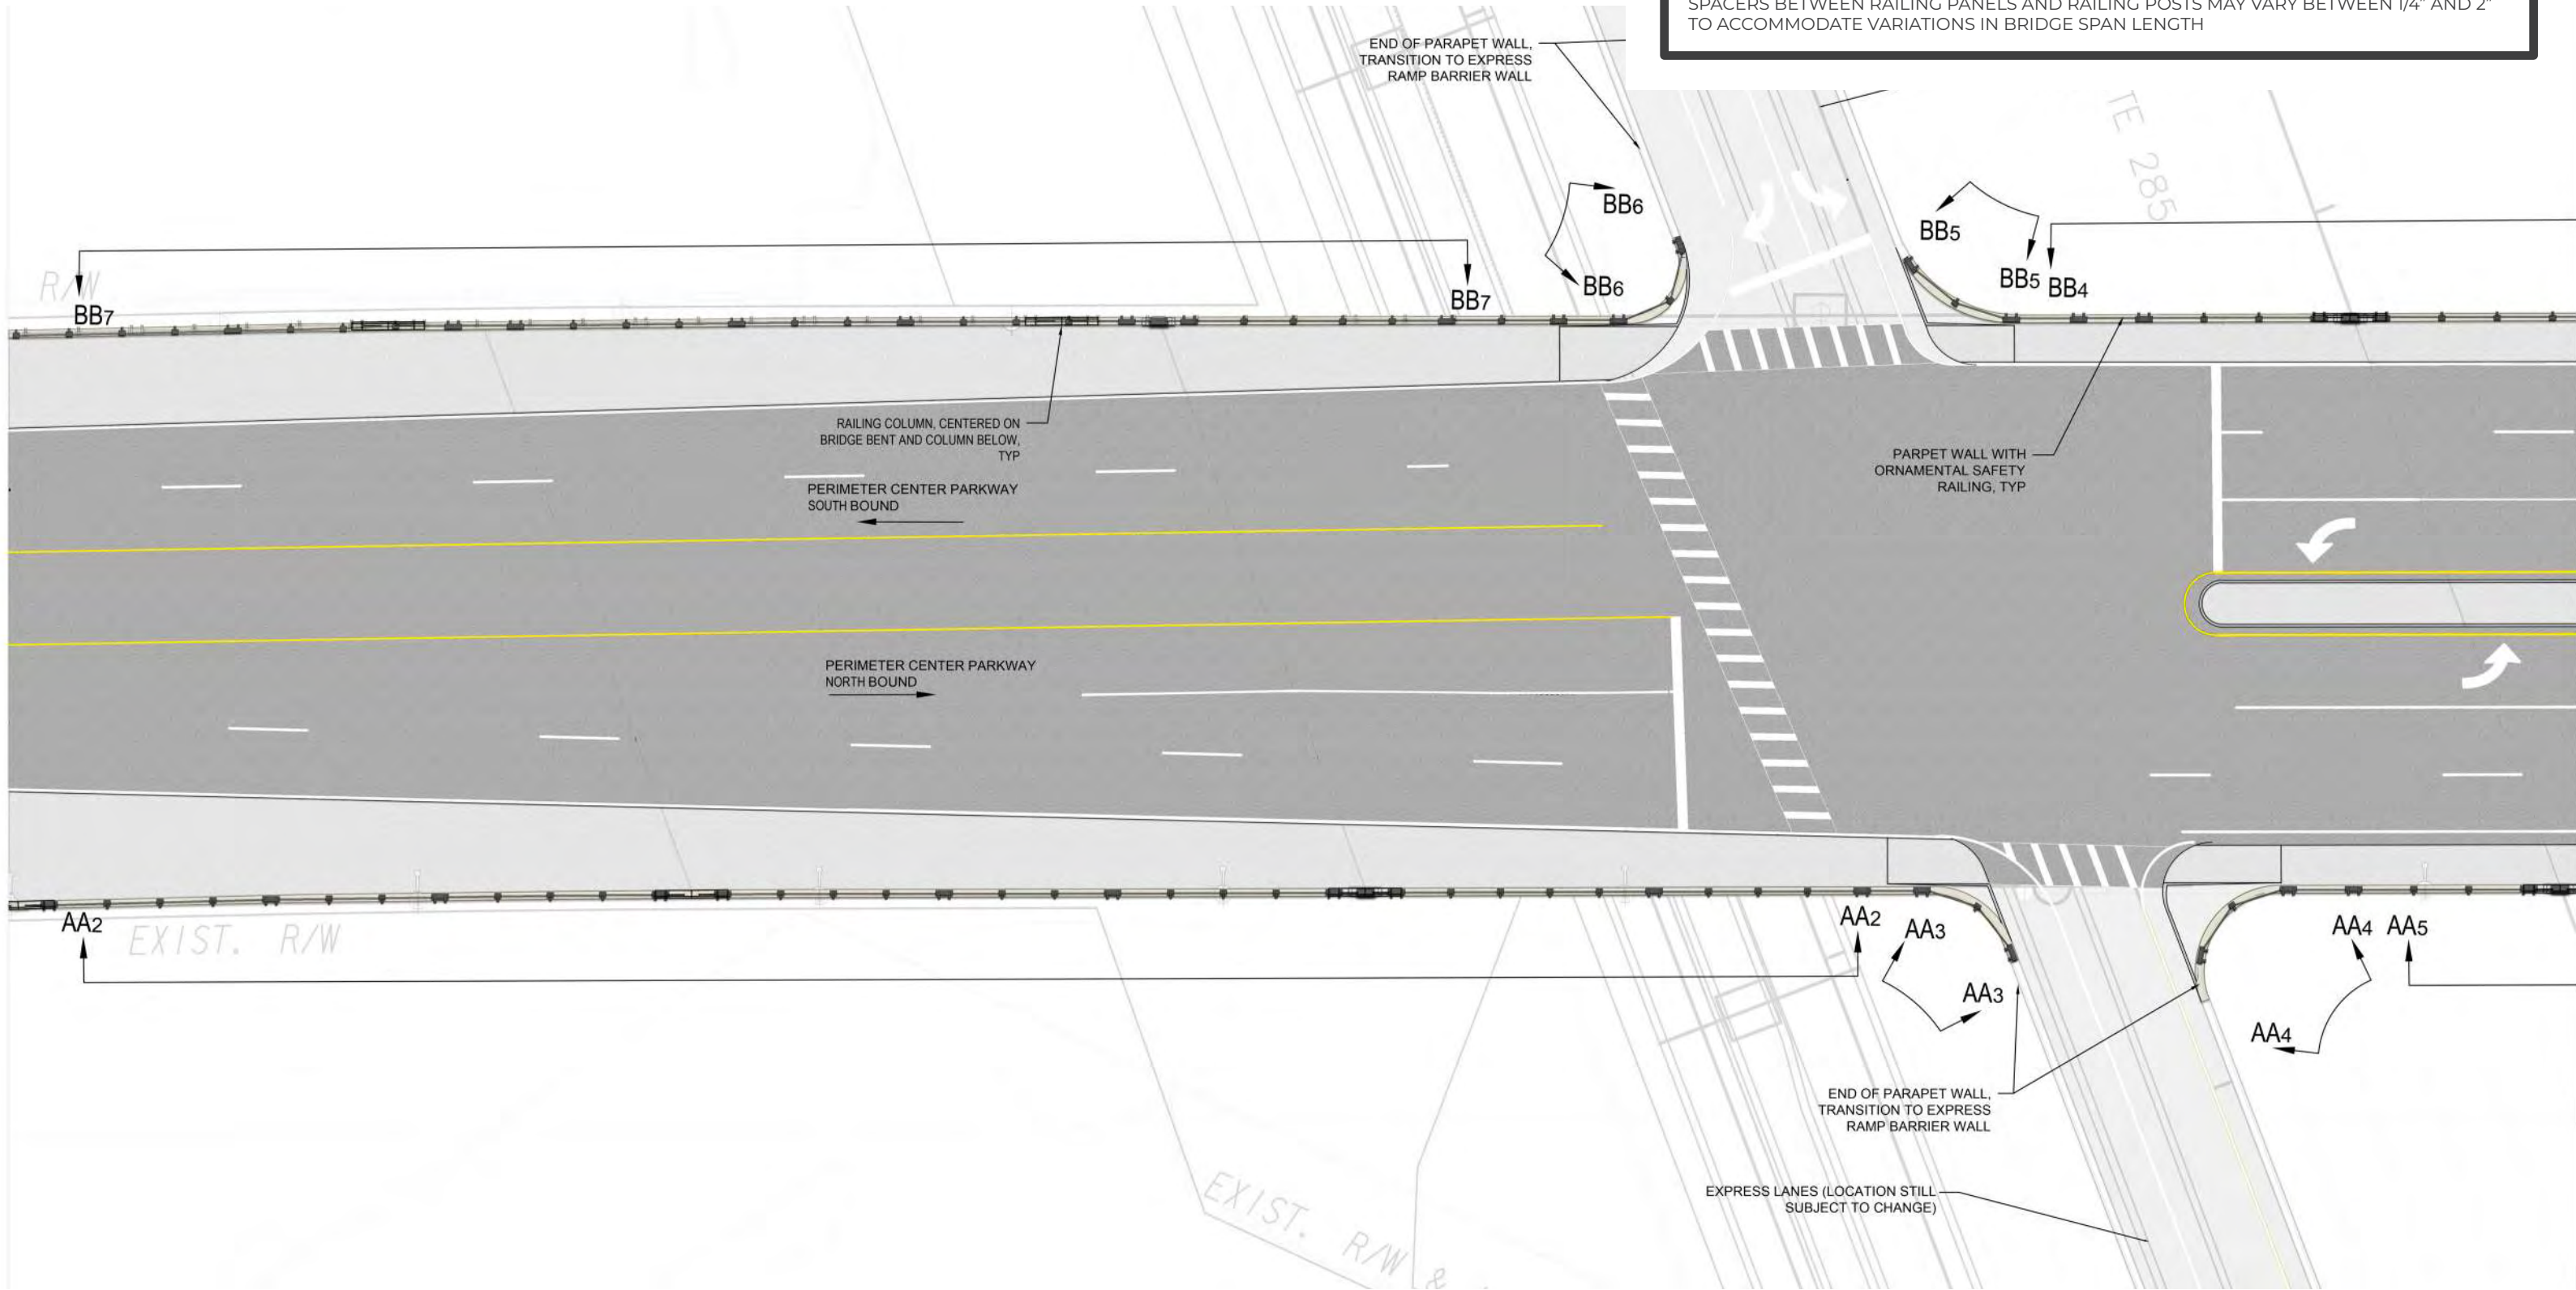 SPACERS BETWEEN RAILING PANELS AND RAILING POSTS MAY VARY BETWEEN 1/4" AND 2"
TO ACCOMMODATE VARIATIONS IN BRIDGE SPAN LENGTH
END OF PARAPET WALL,
TRANSITION TO EXPRESS
RAMP BARRIER WALL
TE 285
BB6
BB6
BB5
BB5
BB4
R/W
BB7
BB7
RAILING COLUMN, CENTERED ON
BRIDGE BENT AND COLUMN BELOW,
TYP
PARPET WALL WITH
ORNAMENTAL SAFETY
RAILING, TYP
PERIMETER CENTER PARKWAY
SOUTH BOUND
PERIMETER CENTER PARKWAY
NORTH BOUND
AA2
EXIST. R/W
AA2
AA3
AA3
AA4
AA5
AA4
END OF PARAPET WALL,
TRANSITION TO EXPRESS
RAMP BARRIER WALL
EXPRESS LANES (LOCATION STILL
SUBJECT TO CHANGE)
EXIST. R/W &